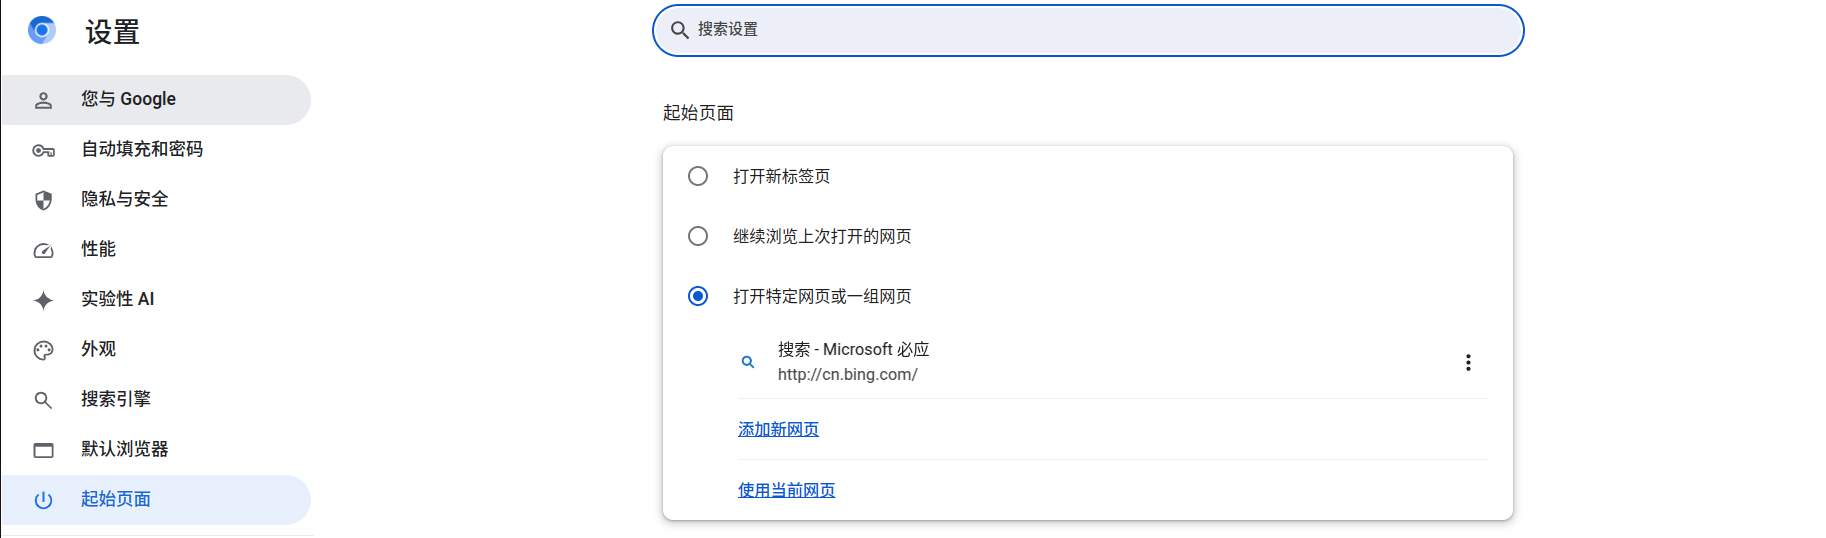 设置
搜索设置
您与 Google
自动填充和密码
隐私与安全
性能
实验性 AI
外观
搜索引擎
默认浏览器
起始页面
起始页面
打开新标签页
继续浏览上次打开的网页
打开特定网页或一组网页
搜索 - Microsoft 必应
http://cn.bing.com/
添加新网页
使用当前网页